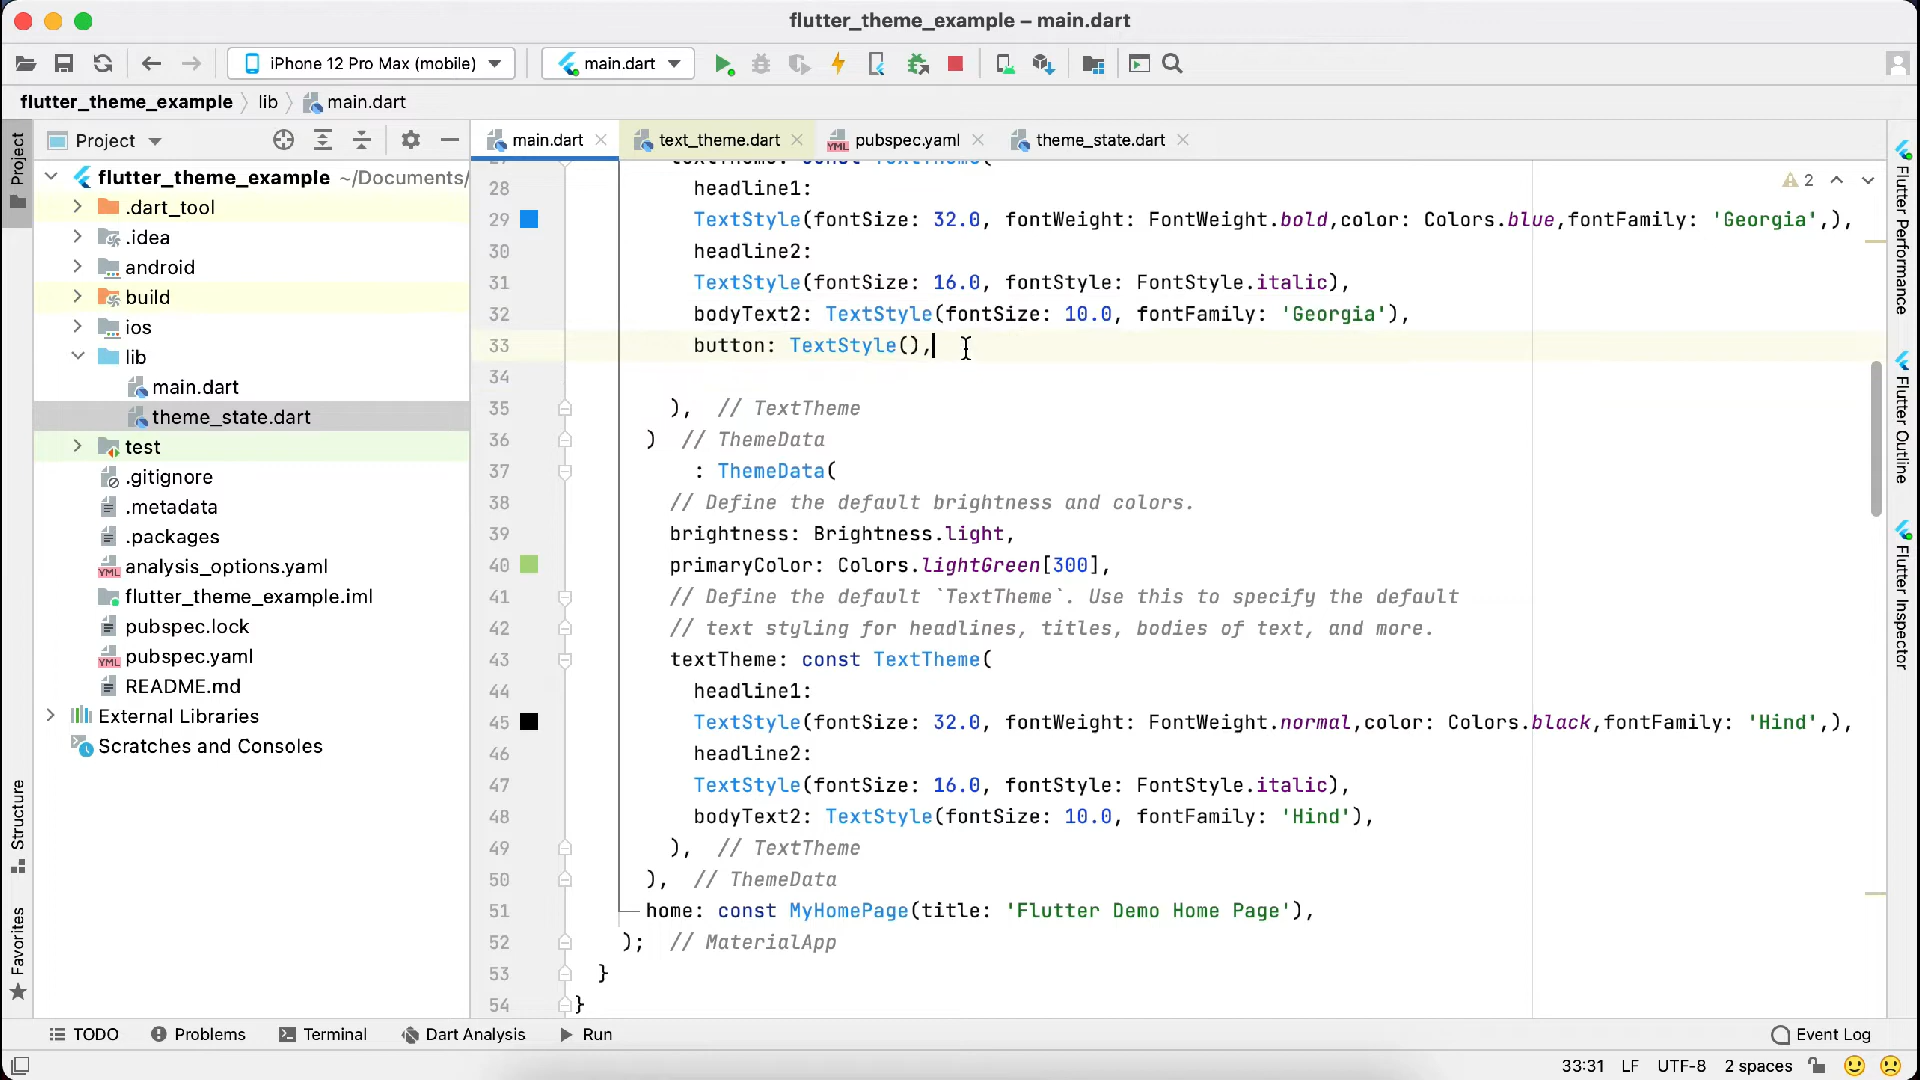 flutter_theme_example – main.dart
iPhone 12 Pro Max (mobile)
main.dart
flutter_theme_example
lib
main.dart
Project
main.dart
text_theme.dart
pubspec.yaml
theme_state.dart
Project
flutter_theme_example ~/Documents/
.dart_tool
.idea
android
build
ios
lib
main.dart
theme_state.dart
test
.gitignore
.metadata
.packages
analysis_options.yaml
flutter_theme_example.iml
pubspec.lock
pubspec.yaml
README.md
External Libraries
Scratches and Consoles
Structure
Favorites
27 textTheme: const TextTheme(
28 headline1:
29 TextStyle(fontSize: 32.0, fontWeight: FontWeight.bold,color: Colors.blue,fontFamily: 'Georgia',),
30 headline2:
31 TextStyle(fontSize: 16.0, fontStyle: FontStyle.italic),
32 bodyText2: TextStyle(fontSize: 10.0, fontFamily: 'Georgia'),
33 button: TextStyle(),
34
35 ), // TextTheme
36 ) // ThemeData
37 : ThemeData(
38 // Define the default brightness and colors.
39 brightness: Brightness.light,
40 primaryColor: Colors.lightGreen[300],
41 // Define the default `TextTheme`. Use this to specify the default
42 // text styling for headlines, titles, bodies of text, and more.
43 textTheme: const TextTheme(
44 headline1:
45 TextStyle(fontSize: 32.0, fontWeight: FontWeight.normal,color: Colors.black,fontFamily: 'Hind',),
46 headline2:
47 TextStyle(fontSize: 16.0, fontStyle: FontStyle.italic),
48 bodyText2: TextStyle(fontSize: 10.0, fontFamily: 'Hind'),
49 ), // TextTheme
50 ), // ThemeData
51 home: const MyHomePage(title: 'Flutter Demo Home Page'),
52 ); // MaterialApp
53 }
54 }
2
Flutter Performance
Flutter Outline
Flutter Inspector
TODO
Problems
Terminal
Dart Analysis
Run
Event Log
33:31 LF UTF-8 2 spaces